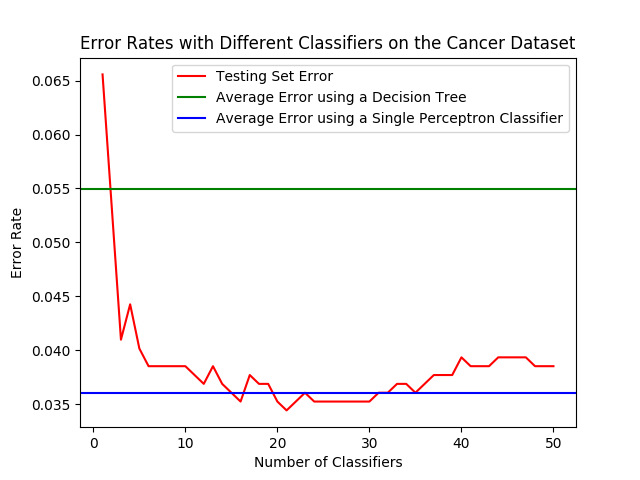 Error Rates with Different Classifiers on the Cancer Dataset
Testing Set Error
Average Error using a Decision Tree
Average Error using a Single Perceptron Classifier
0.065
0.060
0.055
0.050
0.045
0.040
0.035
Error Rate
0 10 20 30 40 50
Number of Classifiers